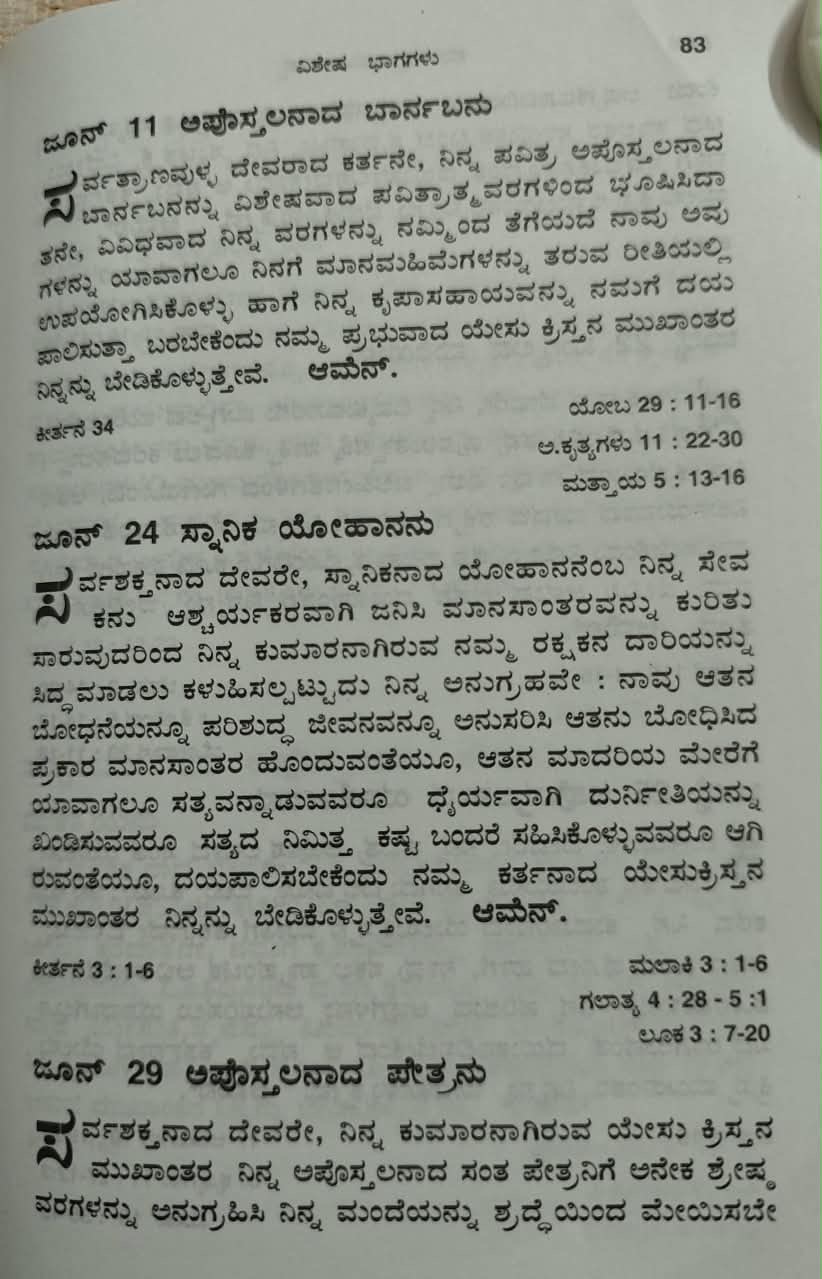 83
ವಿಶೇಷ ಭಾಗಗಳು
ಜೂನ್ 11 ಅಪೊಸ್ತಲನಾದ ಬಾರ್ನಬನು
ಸರ್ವತ್ರಾಣವುಳ್ಳ ದೇವರಾದ ಕರ್ತನೇ, ನಿನ್ನ ಪವಿತ್ರ ಅಪೊಸ್ತಲನಾದ
ಬಾರ್ನಬನನ್ನು ವಿಶೇಷವಾದ ಪವಿತ್ರಾತ್ಮವರಗಳಿಂದ ಭೂಷಿಸಿದಾ
ತನೇ, ವಿವಿಧವಾದ ನಿನ್ನ ವರಗಳನ್ನು ನಮ್ಮಿಂದ ತೆಗೆಯದೆ ನಾವು ಅವು
ಗಳನ್ನು ಯಾವಾಗಲೂ ನಿನಗೆ ಮಾನಮಹಿಮೆಗಳನ್ನು ತರುವ ರೀತಿಯಲ್ಲಿ
ಉಪಯೋಗಿಸಿಕೊಳ್ಳು ಹಾಗೆ ನಿನ್ನ ಕೃಪಾಸಹಾಯವನ್ನು ನಮಗೆ ದಯ
ಪಾಲಿಸುತ್ತಾ ಬರಬೇಕೆಂದು ನಮ್ಮ ಪ್ರಭುವಾದ ಯೇಸು ಕ್ರಿಸ್ತನ ಮುಖಾಂತರ
ನಿನ್ನನ್ನು ಬೇಡಿಕೊಳ್ಳುತ್ತೇವೆ. ಆಮೆನ್.
ಯೋಬ 29 : 11-16
ಕೀರ್ತನೆ 34
ಅ.ಕೃತ್ಯಗಳು 11 : 22-30
ಮತ್ತಾಯ 5 : 13-16
ಜೂನ್ 24 ಸ್ನಾನಿಕ ಯೋಹಾನನು
ಸರ್ವಶಕ್ತನಾದ ದೇವರೇ, ಸ್ನಾನಿಕನಾದ ಯೋಹಾನನೆಂಬ ನಿನ್ನ ಸೇವ
ಕನು ಆಶ್ಚರ್ಯಕರವಾಗಿ ಜನಿಸಿ ಮಾನಸಾಂತರವನ್ನು ಕುರಿತು
ಸಾರುವುದರಿಂದ ನಿನ್ನ ಕುಮಾರನಾಗಿರುವ ನಮ್ಮ ರಕ್ಷಕನ ದಾರಿಯನ್ನು
ಸಿದ್ಧಮಾಡಲು ಕಳುಹಿಸಲ್ಪಟ್ಟುದು ನಿನ್ನ ಅನುಗ್ರಹವೇ : ನಾವು ಆತನ
ಬೋಧನೆಯನ್ನೂ ಪರಿಶುದ್ಧ ಜೀವನವನ್ನೂ ಅನುಸರಿಸಿ ಆತನು ಬೋಧಿಸಿದ
ಪ್ರಕಾರ ಮಾನಸಾಂತರ ಹೊಂದುವಂತೆಯೂ, ಆತನ ಮಾದರಿಯ ಮೇರೆಗೆ
ಯಾವಾಗಲೂ ಸತ್ಯವನ್ನಾಡುವವರೂ ಧೈರ್ಯವಾಗಿ ದುರ್ನೀತಿಯನ್ನು
ಖಂಡಿಸುವವರೂ ಸತ್ಯದ ನಿಮಿತ್ತ ಕಷ್ಟ ಬಂದರೆ ಸಹಿಸಿಕೊಳ್ಳುವವರೂ ಆಗಿ
ರುವಂತೆಯೂ, ದಯಪಾಲಿಸಬೇಕೆಂದು ನಮ್ಮ ಕರ್ತನಾದ ಯೇಸುಕ್ರಿಸ್ತನ
ಮುಖಾಂತರ ನಿನ್ನನ್ನು ಬೇಡಿಕೊಳ್ಳುತ್ತೇವೆ. ಆಮೆನ್.
ಕೀರ್ತನೆ 3 : 1-6
ಮಲಾಕಿ 3 : 1-6
ಗಲಾತ್ಯ 4 : 28 - 5 :1
ಲೂಕ 3 : 7-20
ಜೂನ್ 29 ಅಪೊಸ್ತಲನಾದ ಪೇತ್ರನು
ಸರ್ವಶಕ್ತನಾದ ದೇವರೇ, ನಿನ್ನ ಕುಮಾರನಾಗಿರುವ ಯೇಸು ಕ್ರಿಸ್ತನ
ಮುಖಾಂತರ ನಿನ್ನ ಅಪೊಸ್ತಲನಾದ ಸಂತ ಪೇತ್ರನಿಗೆ ಅನೇಕ ಶ್ರೇಷ್ಠ
ವರಗಳನ್ನು ಅನುಗ್ರಹಿಸಿ ನಿನ್ನ ಮಂದೆಯನ್ನು ಶ್ರದ್ಧೆಯಿಂದ ಮೇಯಿಸಬೇ